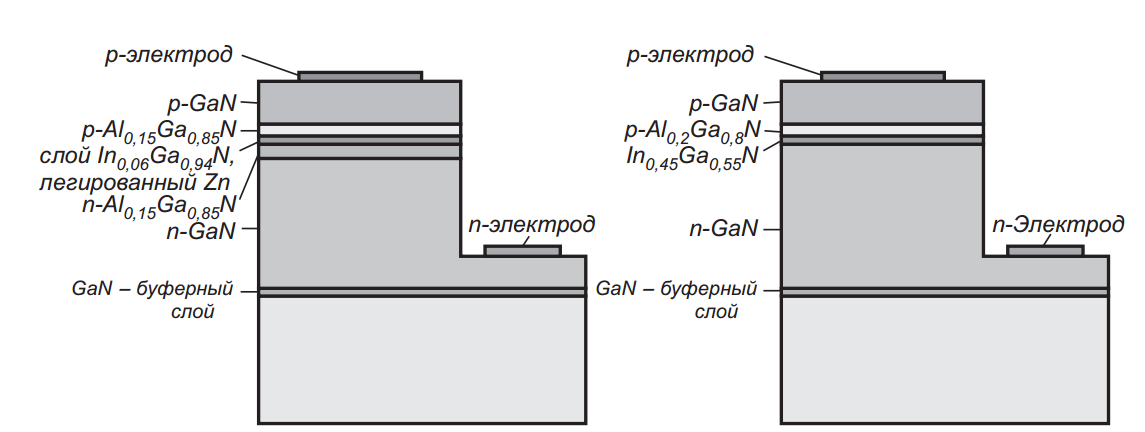 p-электрод
p-GaN
p-Al0,15Ga0,85N
слой In0,06Ga0,94N,
легированный Zn
n-Al0,15Ga0,85N
n-GaN
n-электрод
GaN – буферный
слой
p-электрод
p-GaN
p-Al0,2Ga0,8N
In0,45Ga0,55N
n-GaN
n-Электрод
GaN – буферный
слой